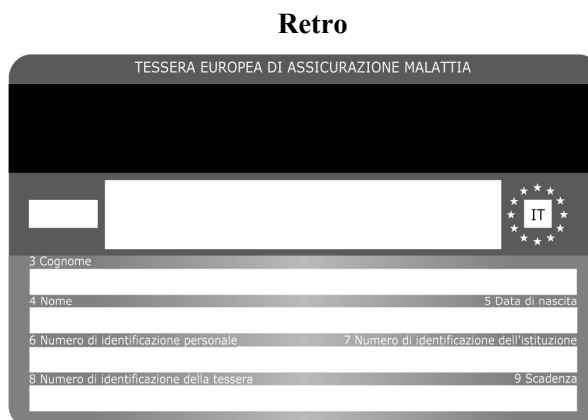 Retro
TESSERA EUROPEA DI ASSICURAZIONE MALATTIA
IT
3 Cognome
4 Nome 5 Data di nascita
6 Numero di identificazione personale 7 Numero di identificazione dell'istituzione
8 Numero di identificazione della tessera 9 Scadenza